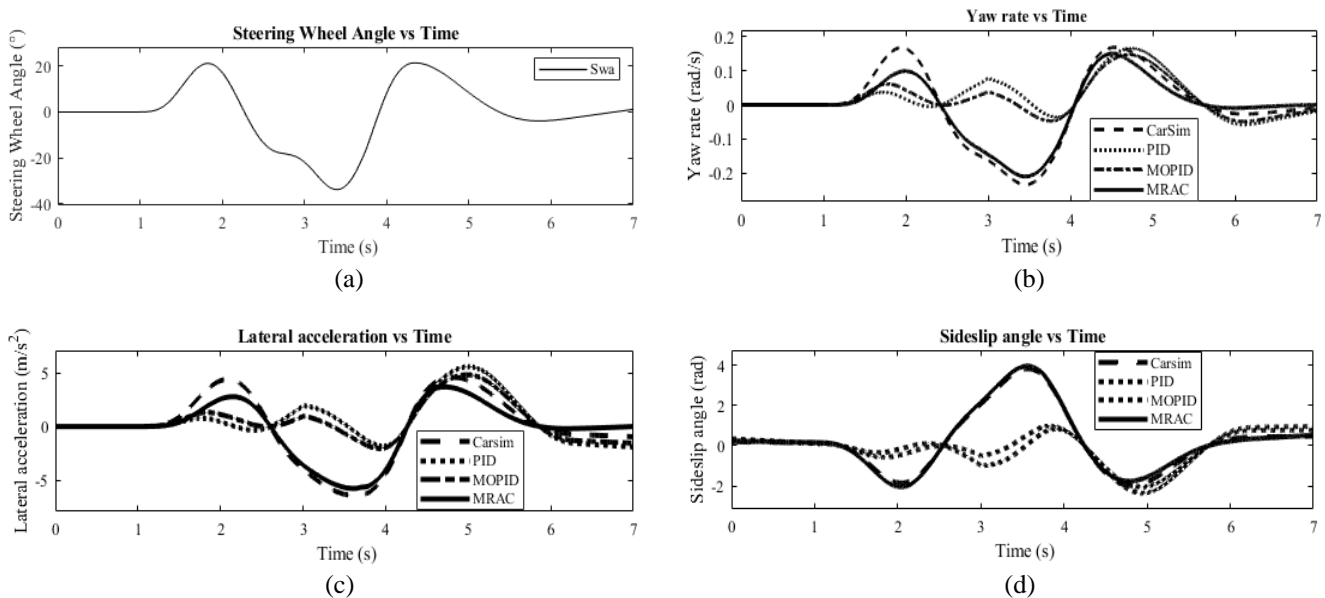 Steering Wheel Angle vs Time
Steering Wheel Angle (°)
20
0
-20
-40
Swa
0 1 2 3 4 5 6 7
Time (s)
(a)
Yaw rate vs Time
Yaw rate (rad/s)
0.2
0.1
0
-0.1
-0.2
CarSim
PID
MOPID
MRAC
0 1 2 3 4 5 6 7
Time (s)
(b)
Lateral acceleration vs Time
Lateral acceleration (m/s²)
5
0
-5
Carsim
PID
MOPID
MRAC
0 1 2 3 4 5 6 7
Time (s)
(c)
Sideslip angle vs Time
Sideslip angle (rad)
4
2
0
-2
Carsim
PID
MOPID
MRAC
0 1 2 3 4 5 6 7
Time (s)
(d)